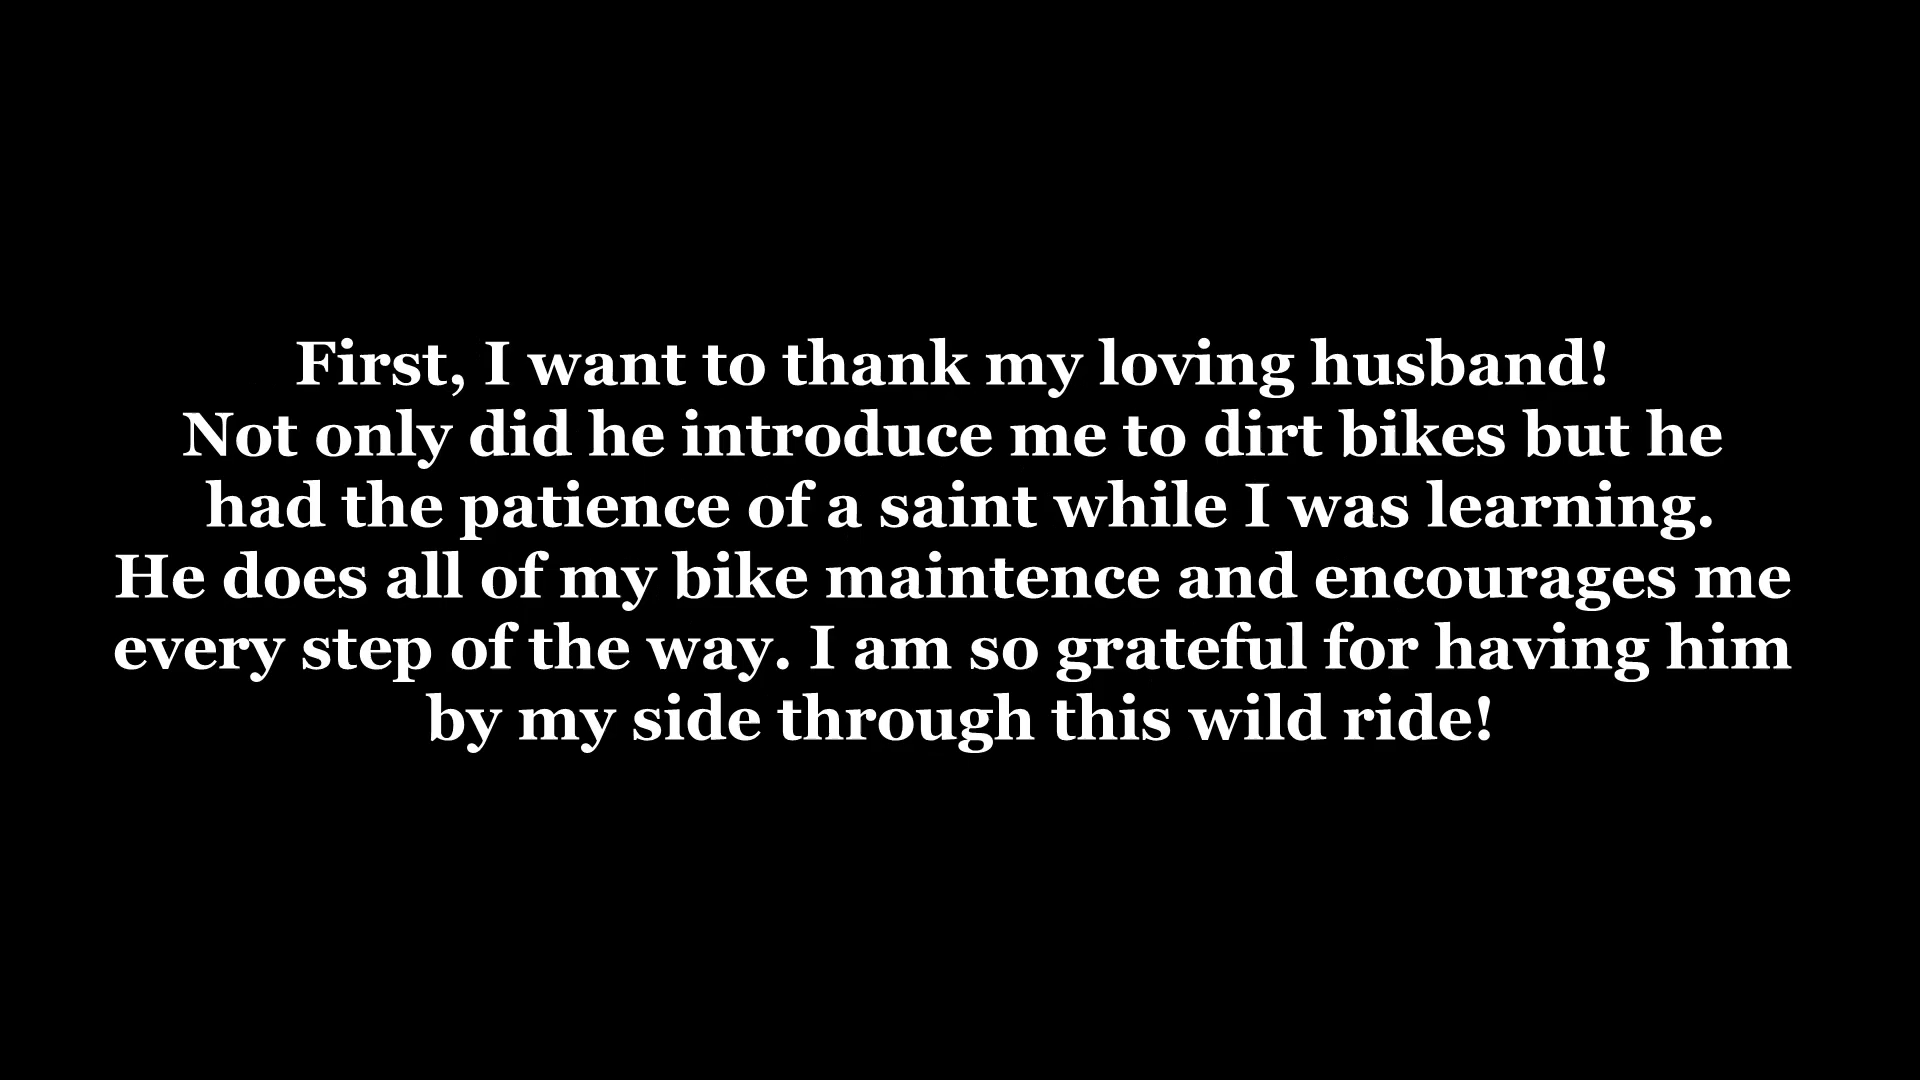 First, I want to thank my loving husband!
Not only did he introduce me to dirt bikes but he
had the patience of a saint while I was learning.
He does all of my bike maintence and encourages me
every step of the way. I am so grateful for having him
by my side through this wild ride!